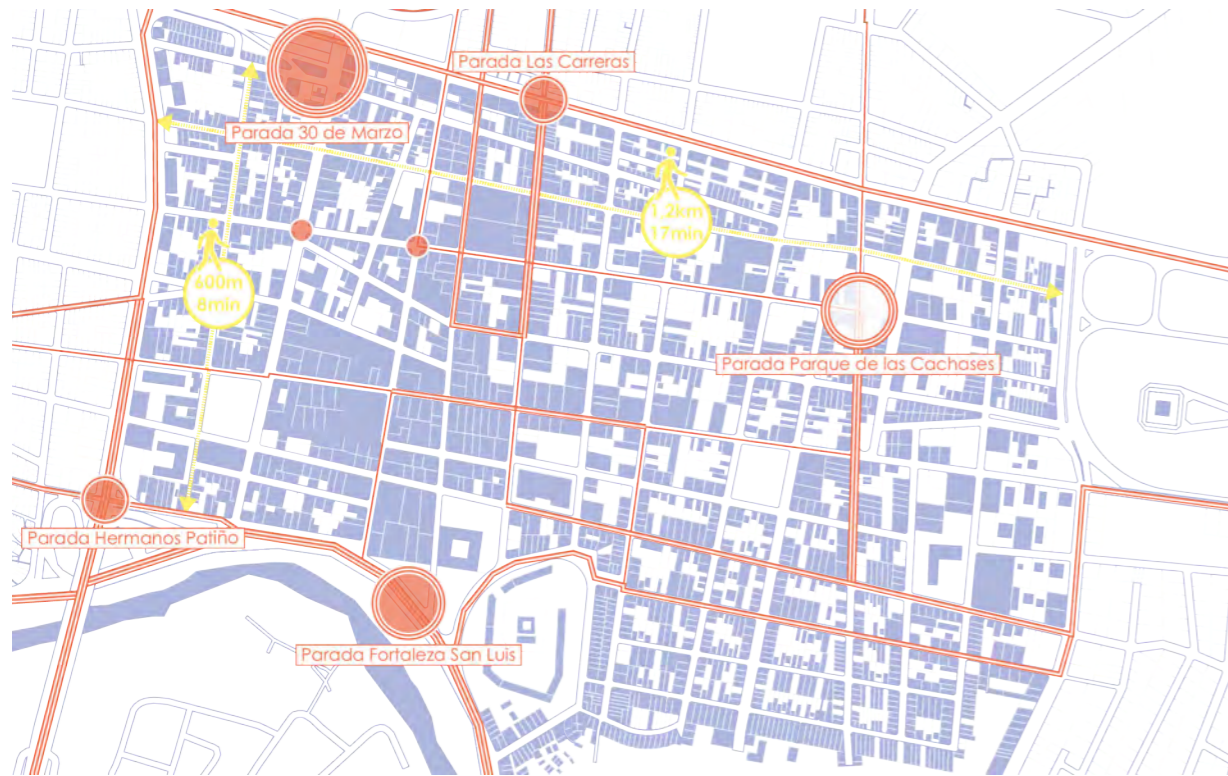 Parada Las Carreras
Parada 30 de Marzo
1,2km
17min
600m
8min
Parada Parque de las Cachases
Parada Hermanos Patiño
Parada Fortaleza San Luis